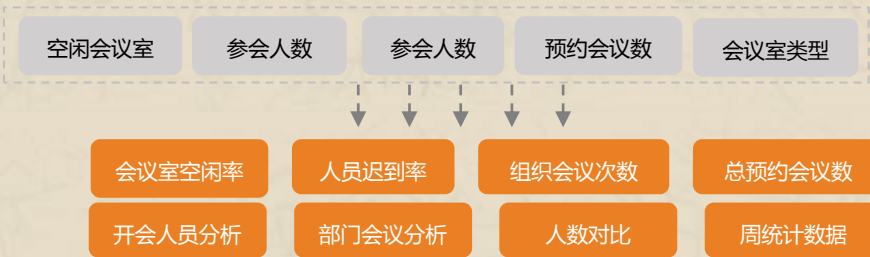 空闲会议室 参会人数 参会人数 预约会议数 会议室类型
会议室空闲率 人员迟到率 组织会议次数 总预约会议数
开会人员分析 部门会议分析 人数对比 周统计数据